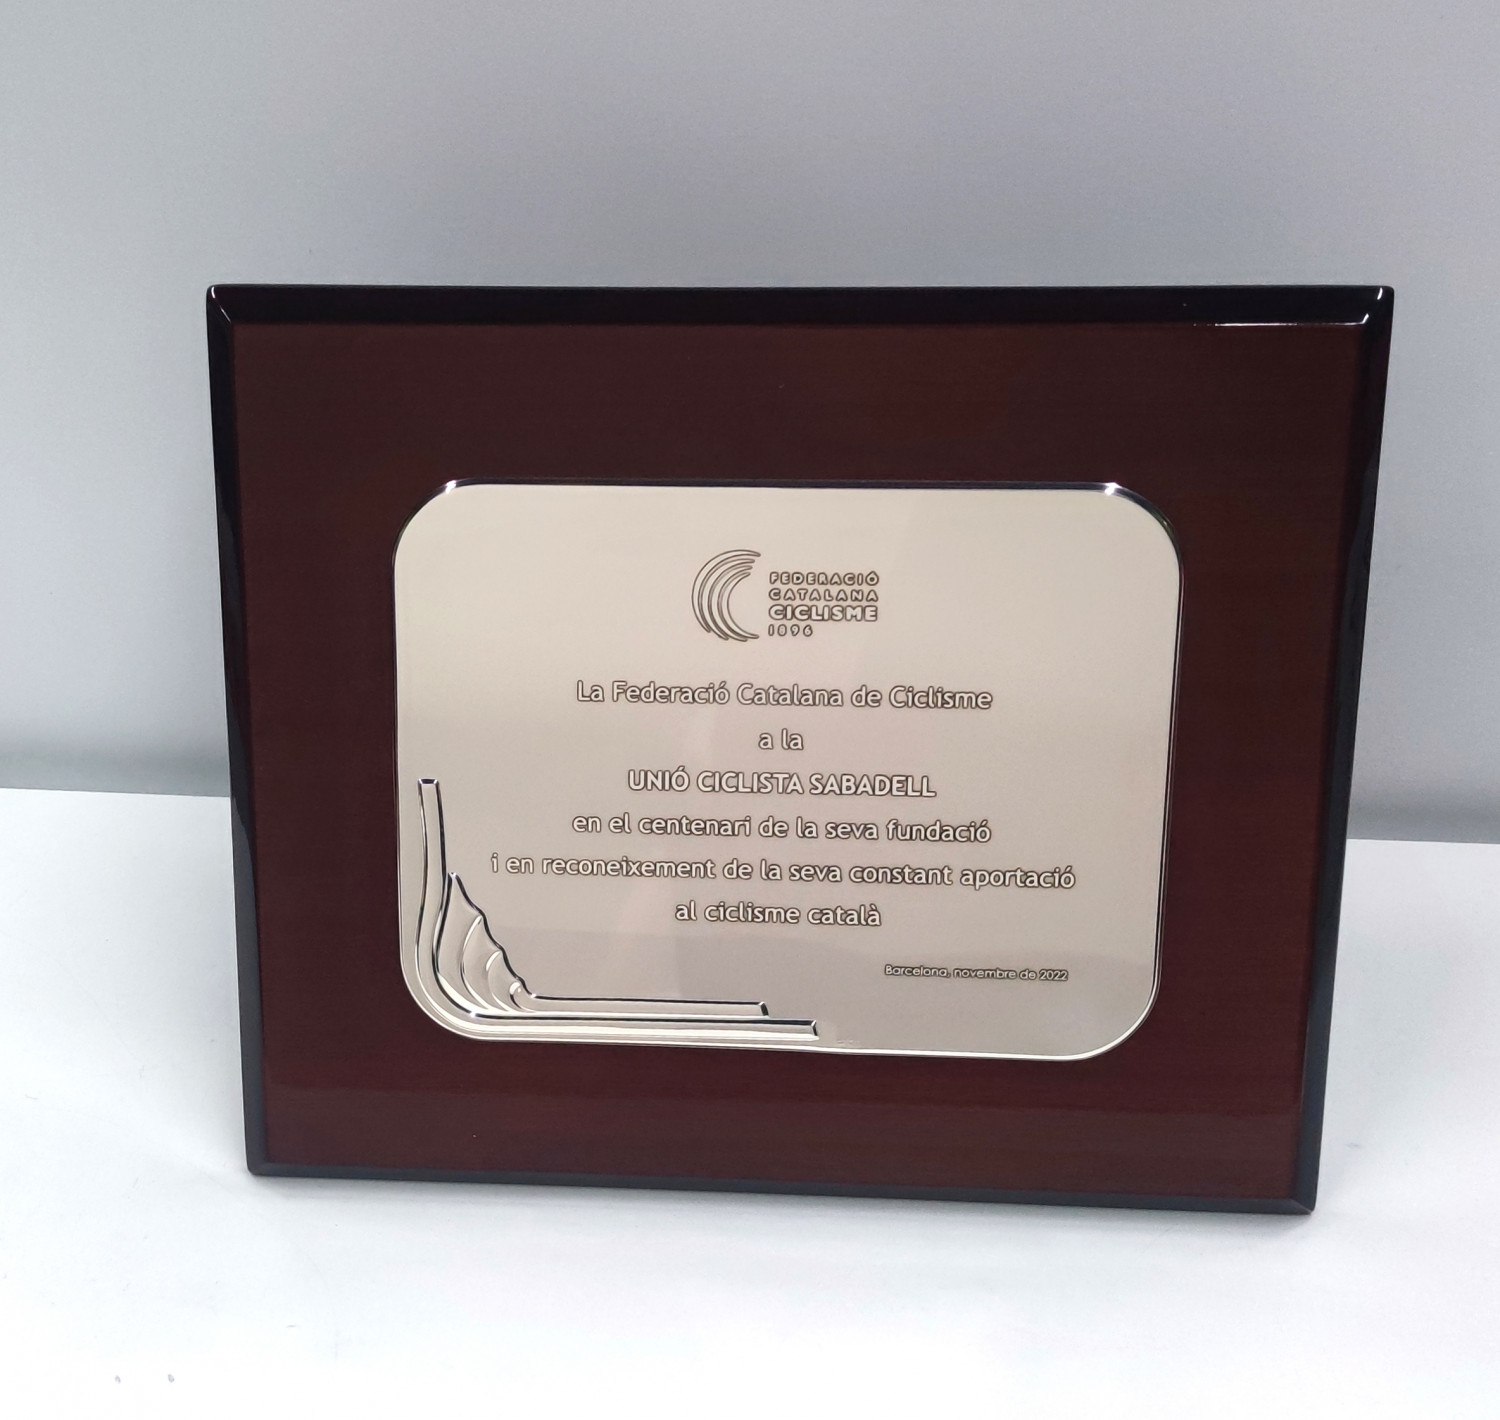 FEDERACIÓ
CATALANA
CICLISME
1896
La Federació Catalana de Ciclisme
a la
UNIÓ CICLISTA SABADELL
en el centenari de la seva fundació
i en reconeixement de la seva constant aportació
al ciclisme català
Barcelona, novembre de 2022